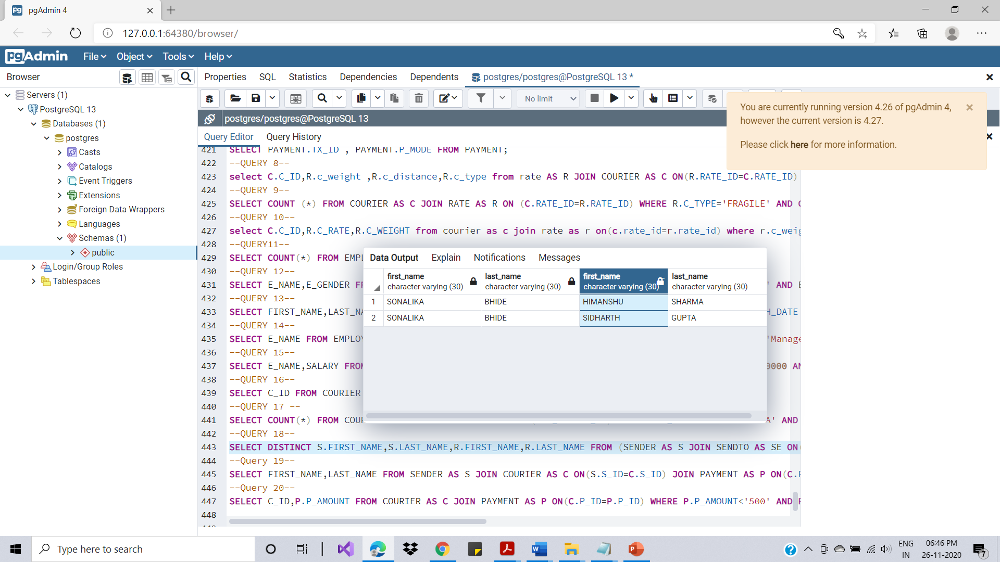 pgAdmin 4
127.0.0.1:64380/browser/
pgAdmin File Object Tools Help
Browser
Properties SQL Statistics Dependencies Dependents postgres/postgres@PostgreSQL 13 *
Servers (1)
PostgreSQL 13
Databases (1)
postgres
Casts
Catalogs
Event Triggers
Extensions
Foreign Data Wrappers
Languages
Schemas (1)
public
Login/Group Roles
Tablespaces
No limit
postgres/postgres@PostgreSQL 13
Query Editor Query History
You are currently running version 4.26 of pgAdmin 4,
however the current version is 4.27.
Please click here for more information.
421 SELECT PAYMENT.TX_ID , PAYMENT.P_MODE FROM PAYMENT;
422 --QUERY 8--
423 select C.C_ID,R.c_weight ,R.c_distance,R.c_type from rate AS R JOIN COURIER AS C ON(R.RATE_ID=C.RATE_ID)
424 --QUERY 9--
425 SELECT COUNT (*) FROM COURIER AS C JOIN RATE AS R ON (C.RATE_ID=R.RATE_ID) WHERE R.C_TYPE='FRAGILE' AND
426 --QUERY 10--
427 select C.C_ID,R.C_RATE,R.C_WEIGHT from courier as c join rate as r on(c.rate_id=r.rate_id) where r.c_weig
428 --QUERY11--
429 SELECT COUNT(*) FROM EMPL
430 --QUERY 12--
431 SELECT E_NAME,E_GENDER FR ' AND E
432 --QUERY 13--
433 SELECT FIRST_NAME,LAST_NA H_DATE
434 --QUERY 14--
435 SELECT E_NAME FROM EMPLOY 'Manage
436 --QUERY 15--
437 SELECT E_NAME,SALARY FROM 0000 AN
438 --QUERY 16--
439 SELECT C_ID FROM COURIER
440 --QUERY 17 --
441 SELECT COUNT(*) FROM COUR A' AND
442 --QUERY 18--
443 SELECT DISTINCT S.FIRST_NAME,S.LAST_NAME,R.FIRST_NAME,R.LAST_NAME FROM (SENDER AS S JOIN SENDTO AS SE ON(
444 --Query 19--
445 SELECT FIRST_NAME,LAST_NAME FROM SENDER AS S JOIN COURIER AS C ON(S.S_ID=C.S_ID) JOIN PAYMENT AS P ON(C.P
446 --Query 20--
447 SELECT C_ID,P.P_AMOUNT FROM COURIER AS C JOIN PAYMENT AS P ON(C.P_ID=P.P_ID) WHERE P.P_AMOUNT<'500' AND P
448
Data Output Explain Notifications Messages
first_name last_name first_name last_name
character varying (30) character varying (30) character varying (30) character varying (30)
1 SONALIKA BHIDE HIMANSHU SHARMA
2 SONALIKA BHIDE SIDHARTH GUPTA
Type here to search
ENG
IN
06:46 PM
26-11-2020
7